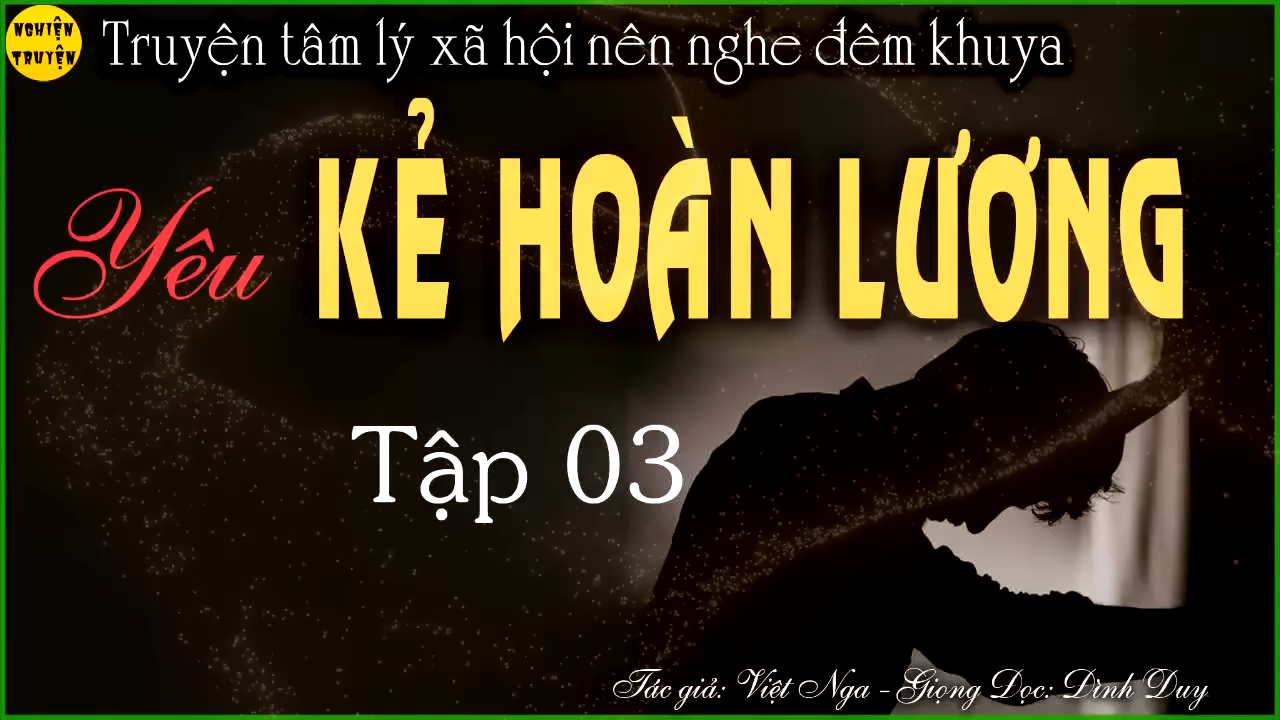 NGHIỆN
TRUYỆN
Truyện tâm lý xã hội nên nghe đêm khuya
Yêu KẺ HOÀN LƯƠNG
Tập 03
Tác giả: Việt Nga - Giọng Đọc: Đình Duy